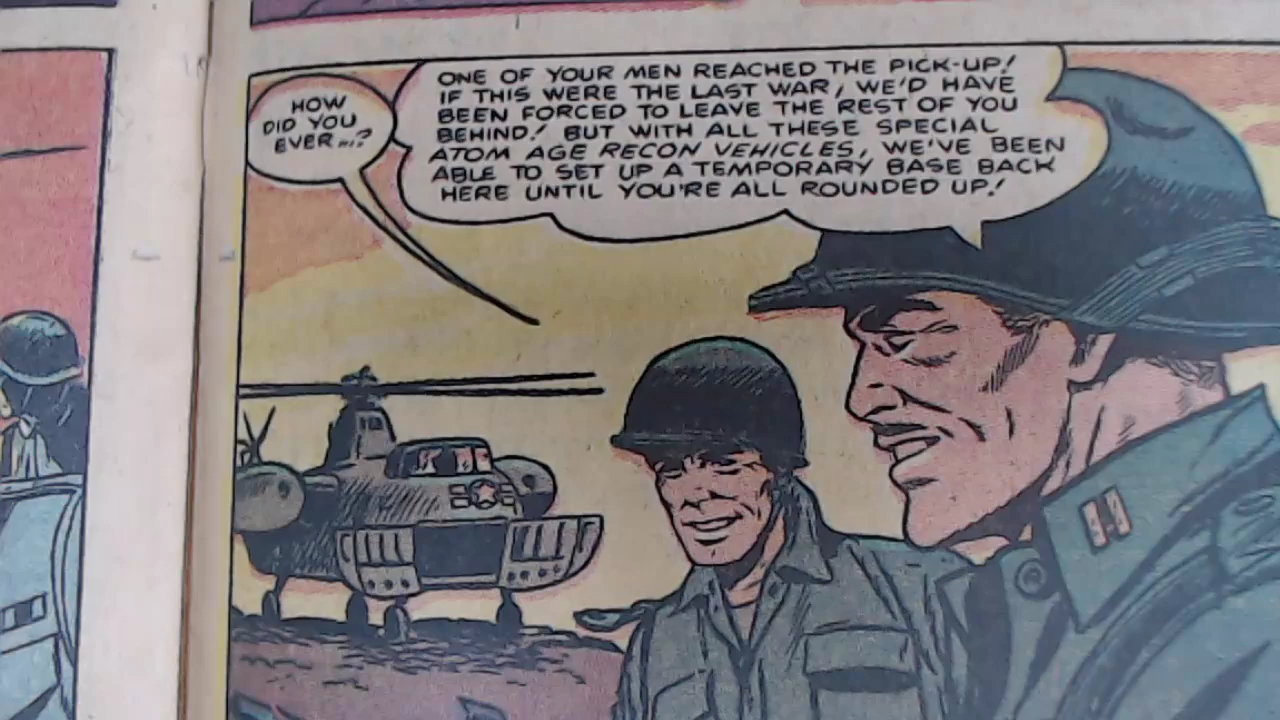 HOW
DID YOU
EVER...?
ONE OF YOUR MEN REACHED THE PICK-UP!
IF THIS WERE THE LAST WAR, WE'D HAVE
BEEN FORCED TO LEAVE THE REST OF YOU
BEHIND! BUT WITH ALL THESE SPECIAL
ATOM AGE RECON VEHICLES, WE'VE BEEN
ABLE TO SET UP A TEMPORARY BASE BACK
HERE UNTIL YOU'RE ALL ROUNDED UP!